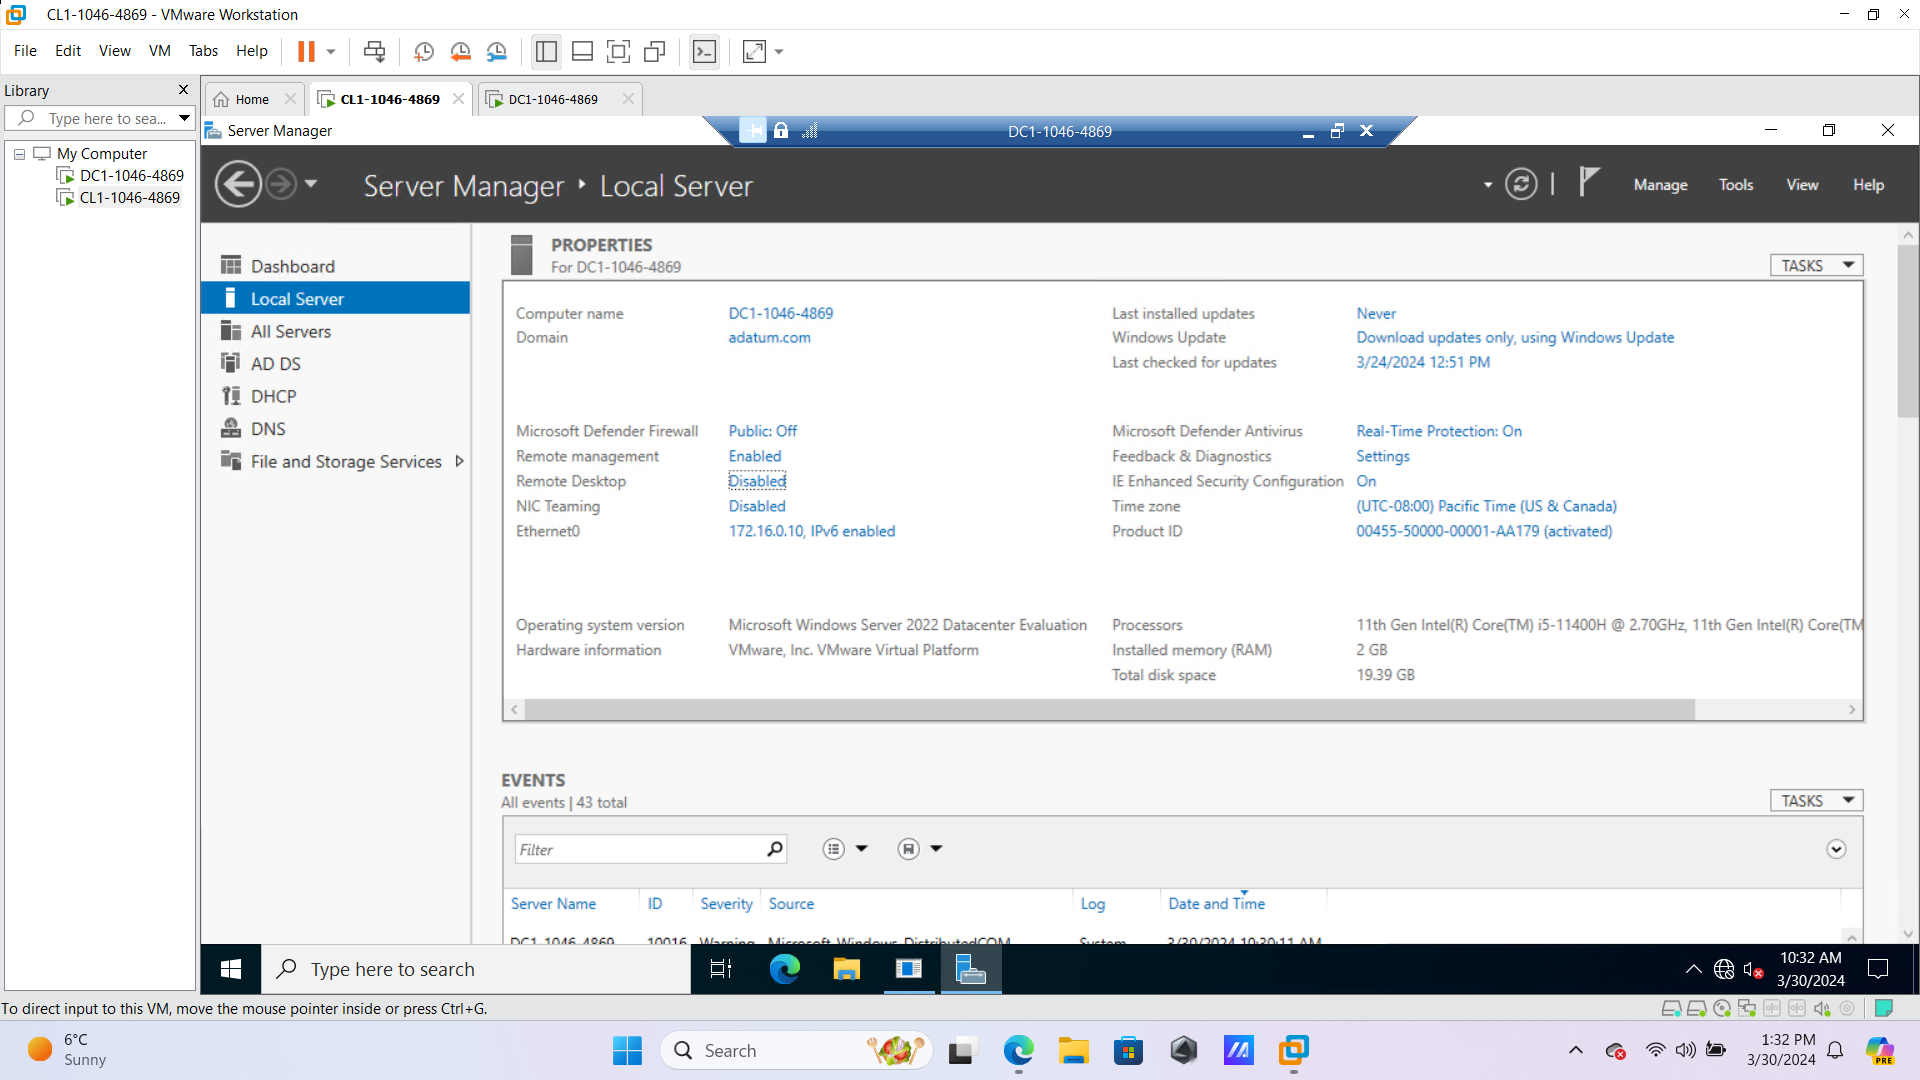 CL1-1046-4869 - VMware Workstation
File Edit View VM Tabs Help
Library
Type here to sea...
My Computer
DC1-1046-4869
CL1-1046-4869
Home
CL1-1046-4869
DC1-1046-4869
Server Manager
DC1-1046-4869
Server Manager Local Server
Manage Tools View Help
Dashboard
Local Server
All Servers
AD DS
DHCP
DNS
File and Storage Services
PROPERTIES
For DC1-1046-4869
TASKS
Computer name DC1-1046-4869 Last installed updates Never
Domain adatum.com Windows Update Download updates only, using Windows Update
Last checked for updates 3/24/2024 12:51 PM
Microsoft Defender Firewall Public: Off Microsoft Defender Antivirus Real-Time Protection: On
Remote management Enabled Feedback & Diagnostics Settings
Remote Desktop Disabled IE Enhanced Security Configuration On
NIC Teaming Disabled Time zone (UTC-08:00) Pacific Time (US & Canada)
Ethernet0 172.16.0.10, IPv6 enabled Product ID 00455-50000-00001-AA179 (activated)
Operating system version Microsoft Windows Server 2022 Datacenter Evaluation Processors 11th Gen Intel(R) Core(TM) i5-11400H @ 2.70GHz, 11th Gen Intel(R) Core(TM
Hardware information VMware, Inc. VMware Virtual Platform Installed memory (RAM) 2 GB
Total disk space 19.39 GB
EVENTS
All events | 43 total
TASKS
Filter
Server Name ID Severity Source Log Date and Time
DC1-1046-4869 10016 Warning Microsoft-Windows-DistributedCOM System 3/30/2024 10:30:11 AM
Type here to search
10:32 AM
3/30/2024
To direct input to this VM, move the mouse pointer inside or press Ctrl+G.
6°C
Sunny
Search
PRE
1:32 PM
3/30/2024